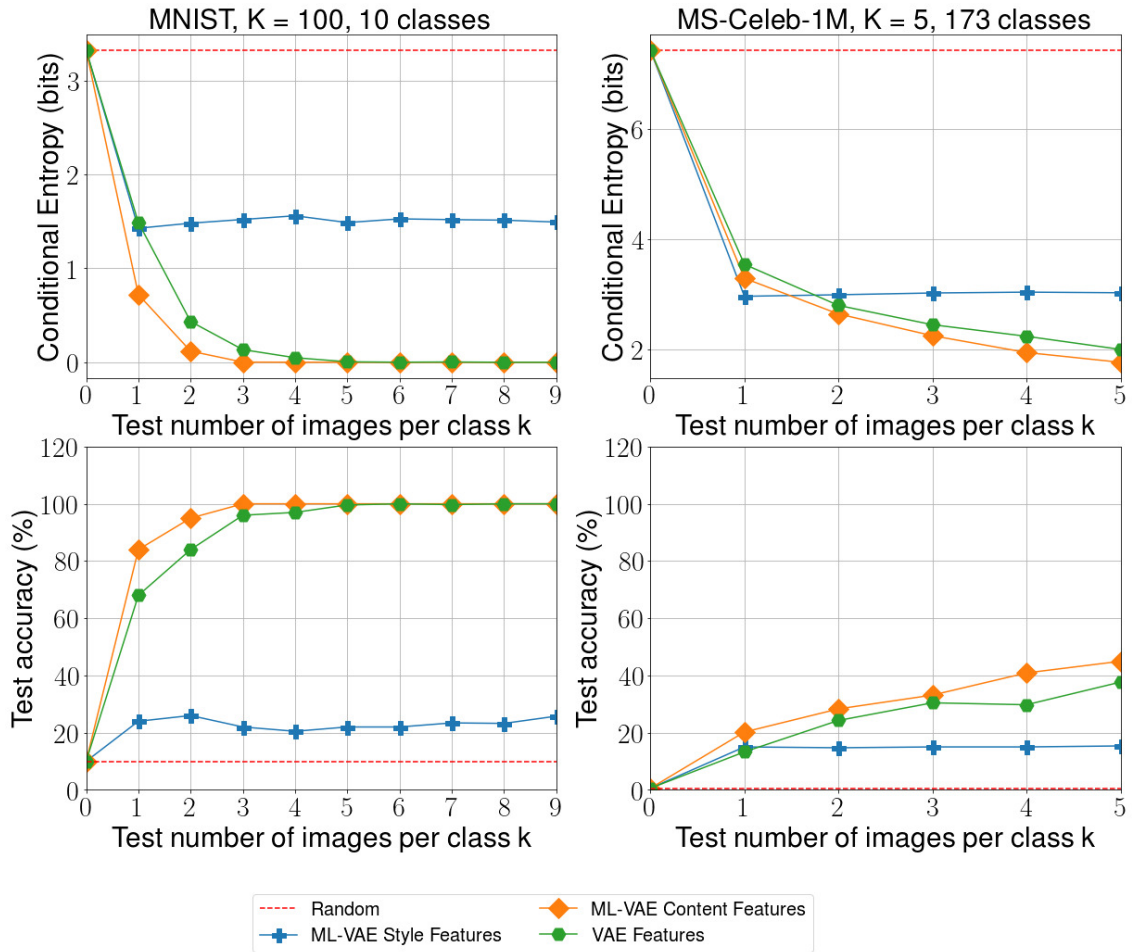 MNIST, K = 100, 10 classes
Conditional Entropy (bits)
3
2
1
0
0 1 2 3 4 5 6 7 8 9
Test number of images per class k
MS-Celeb-1M, K = 5, 173 classes
Conditional Entropy (bits)
6
4
2
0 1 2 3 4 5
Test number of images per class k
Test accuracy (%)
120
100
80
60
40
20
0
0 1 2 3 4 5 6 7 8 9
Test number of images per class k
Test accuracy (%)
120
100
80
60
40
20
0
0 1 2 3 4 5
Test number of images per class k
Random
ML-VAE Style Features
ML-VAE Content Features
VAE Features